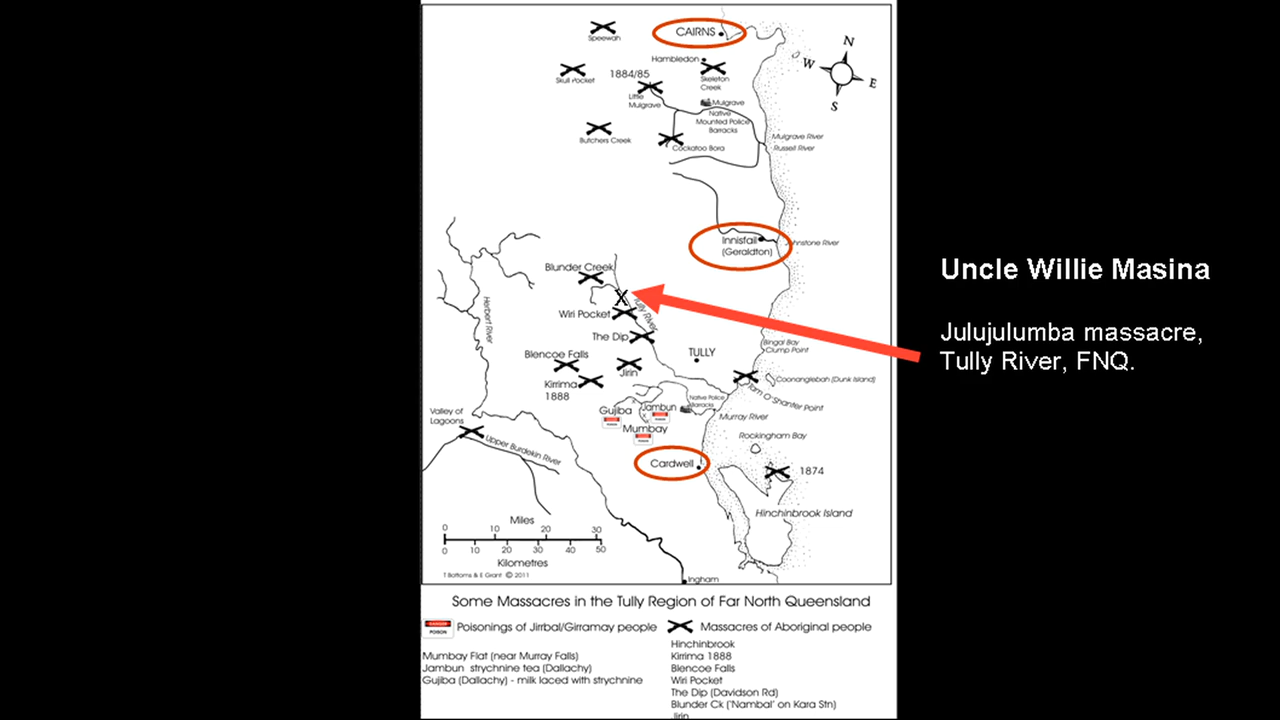 Speewah
CAIRNS
N
W
E
S
Hambledon
Skull Pocket
1884/85
Skeleton
Creek
Little
Mulgrave
Mulgrave
Native
Mounted Police
Barracks
Butchers Creek
Cockatoo Bora
Mulgrave River
Russell River
Innisfail
(Geraldton)
Johnstone River
Blunder Creek
X
Tully River
Herbert River
Wiri Pocket
The Dip
TULLY
Bingal Bay
Clump Point
Blencoe Falls
Jirin
Kirrima
1888
Coonanglebah (Dunk Island)
Tam O'Shanter Point
Native Police
Barracks
Gujiba
Jambun
Mumbay
Murray River
Valley of
Lagoons
Upper Burdekin River
Rockingham Bay
Cardwell
1874
Hinchinbrook Island
Miles
0 10 20 30
0 10 20 30 40 50
Kilometres
T Bottoms & E Grant © 2011
Ingham
Uncle Willie Masina
Julujulumba massacre,
Tully River, FNQ.
Some Massacres in the Tully Region of Far North Queensland
POISON
Poisonings of Jirrbal/Girramay people
Massacres of Aboriginal people
Mumbay Flat (near Murray Falls)
Jambun strychnine tea (Dallachy)
Gujiba (Dallachy) - milk laced with strychnine
Hinchinbrook
Kirrima 1888
Blencoe Falls
Wiri Pocket
The Dip (Davidson Rd)
Blunder Ck ('Nambal' on Kara Stn)
Jirin